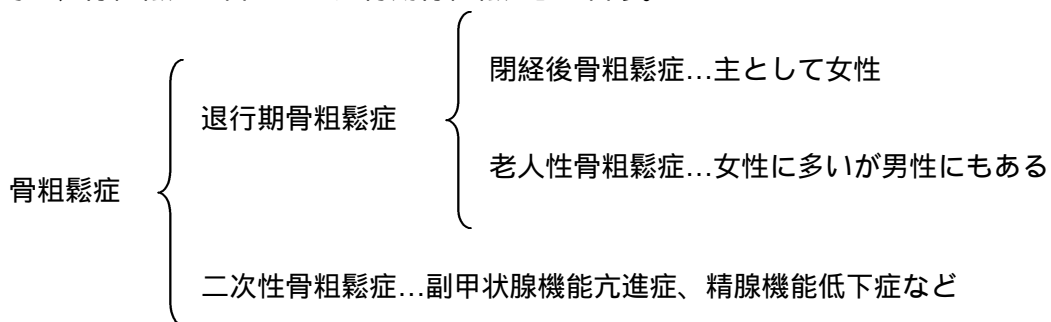 閉経後骨粗鬆症…主として女性
退行期骨粗鬆症
老人性骨粗鬆症…女性に多いが男性にもある
骨粗鬆症
二次性骨粗鬆症…副甲状腺機能亢進症、精腺機能低下症など